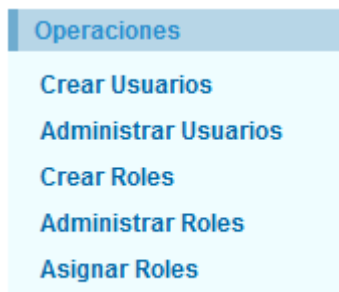 Operaciones
Crear Usuarios
Administrar Usuarios
Crear Roles
Administrar Roles
Asignar Roles